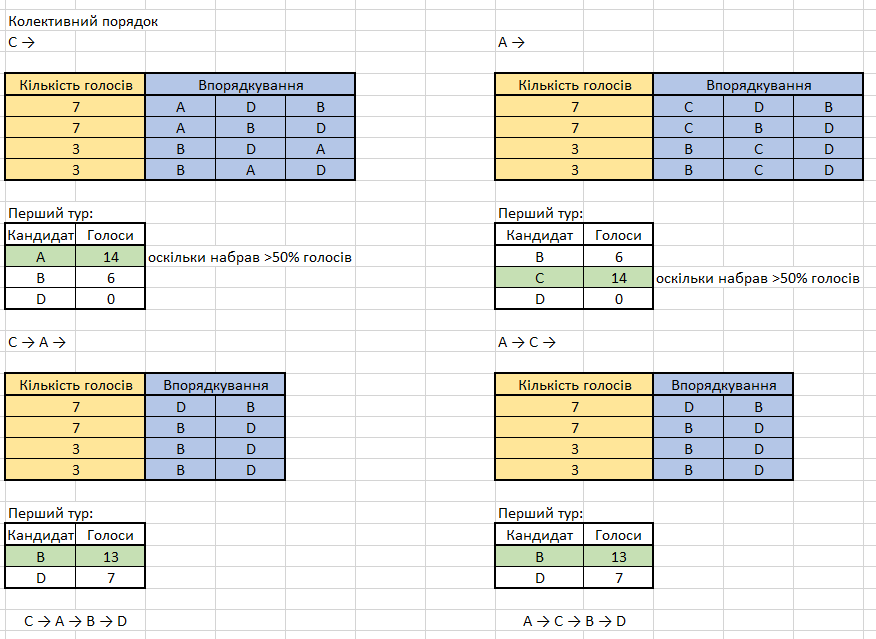 Колективний порядок
C → A →
Кількість голосів Впорядкування Кількість голосів Впорядкування
7 A D B 7 C D B
7 A B D 7 C B D
3 B D A 3 B C D
3 B A D 3 B C D
Перший тур: Перший тур:
Кандидат Голоси Кандидат Голоси
A 14 оскільки набрав >50% голосів B 6
B 6 C 14 оскільки набрав >50% голосів
D 0 D 0
C → A → A → C →
Кількість голосів Впорядкування Кількість голосів Впорядкування
7 D B 7 D B
7 B D 7 B D
3 B D 3 B D
3 B D 3 B D
Перший тур: Перший тур:
Кандидат Голоси Кандидат Голоси
B 13 B 13
D 7 D 7
C → A → B → D A → C → B → D